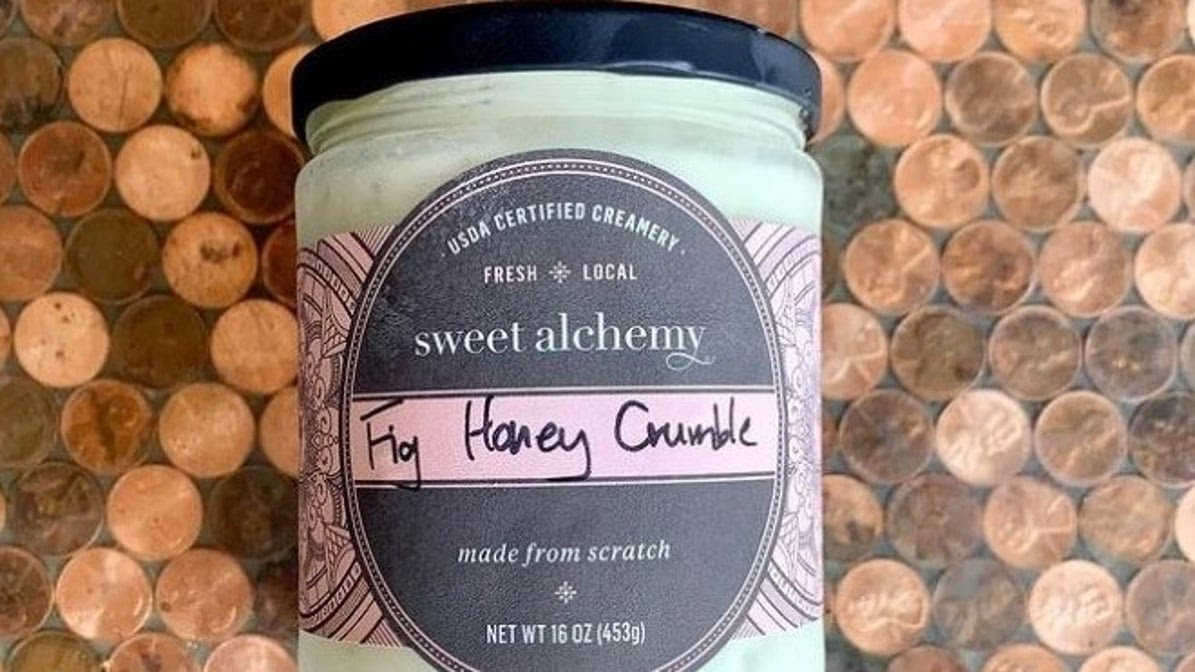 · USDA CERTIFIED CREAMERY ·
FRESH LOCAL
sweet alchemy
Fig Honey Crumble
made from scratch
NET WT 16 OZ (453g)